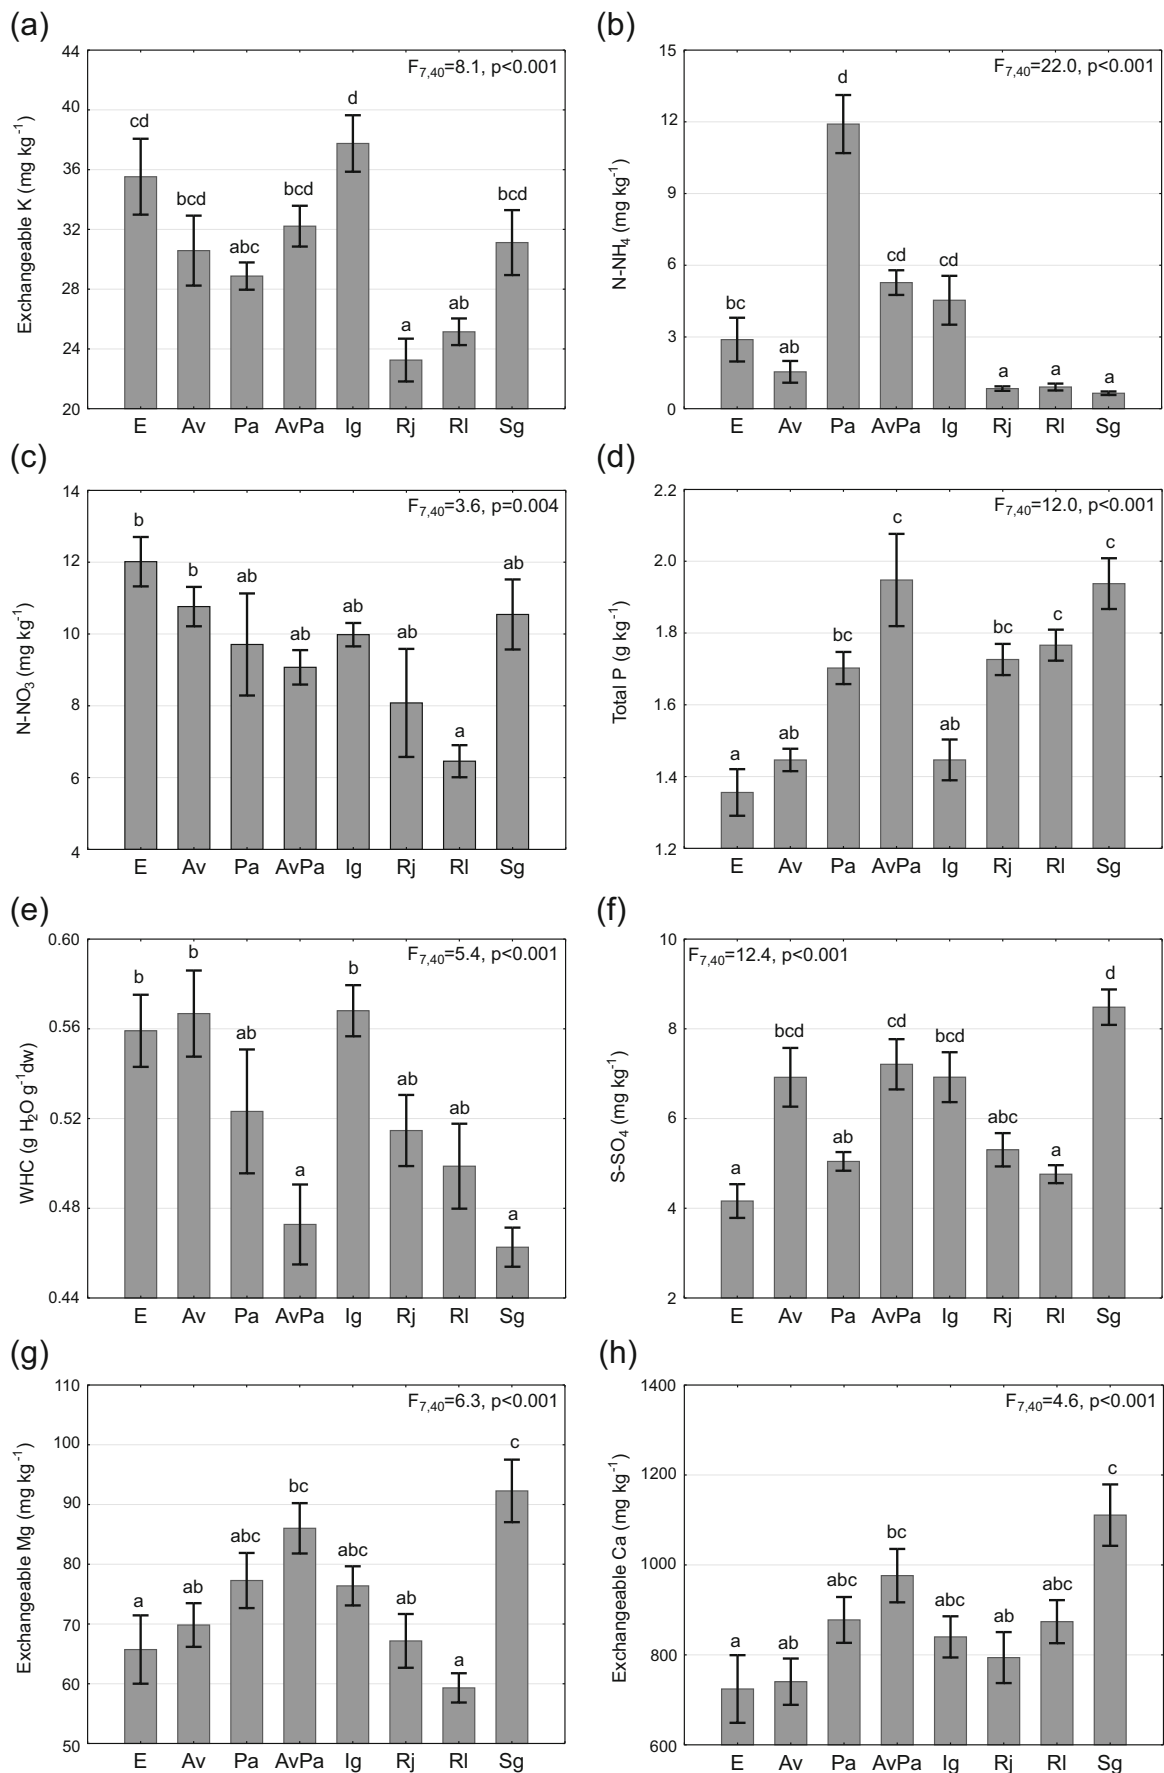 (a)
F7,40=8.1, p<0.001
Exchangeable K (mg kg-1)
44
40
36
32
28
24
20
cd
bcd
abc
bcd
d
a
ab
bcd
E Av Pa AvPa Ig Rj Rl Sg
(b)
F7,40=22.0, p<0.001
N-NH4 (mg kg-1)
15
12
9
6
3
0
bc
ab
d
cd
cd
a
a
a
E Av Pa AvPa Ig Rj Rl Sg
(c)
F7,40=3.6, p=0.004
N-NO3 (mg kg-1)
14
12
10
8
6
4
b
b
ab
ab
ab
ab
a
ab
E Av Pa AvPa Ig Rj Rl Sg
(d)
F7,40=12.0, p<0.001
Total P (g kg-1)
2.2
2.0
1.8
1.6
1.4
1.2
a
ab
bc
c
ab
bc
c
c
E Av Pa AvPa Ig Rj Rl Sg
(e)
F7,40=5.4, p<0.001
WHC (g H2O g-1dw)
0.60
0.56
0.52
0.48
0.44
b
b
ab
a
b
ab
ab
a
E Av Pa AvPa Ig Rj Rl Sg
(f)
F7,40=12.4, p<0.001
S-SO4 (mg kg-1)
10
8
6
4
2
a
bcd
ab
cd
bcd
abc
a
d
E Av Pa AvPa Ig Rj Rl Sg
(g)
F7,40=6.3, p<0.001
Exchangeable Mg (mg kg-1)
110
100
90
80
70
60
50
a
ab
abc
bc
abc
ab
a
c
E Av Pa AvPa Ig Rj Rl Sg
(h)
F7,40=4.6, p<0.001
Exchangeable Ca (mg kg-1)
1400
1200
1000
800
600
a
ab
abc
bc
abc
ab
abc
c
E Av Pa AvPa Ig Rj Rl Sg